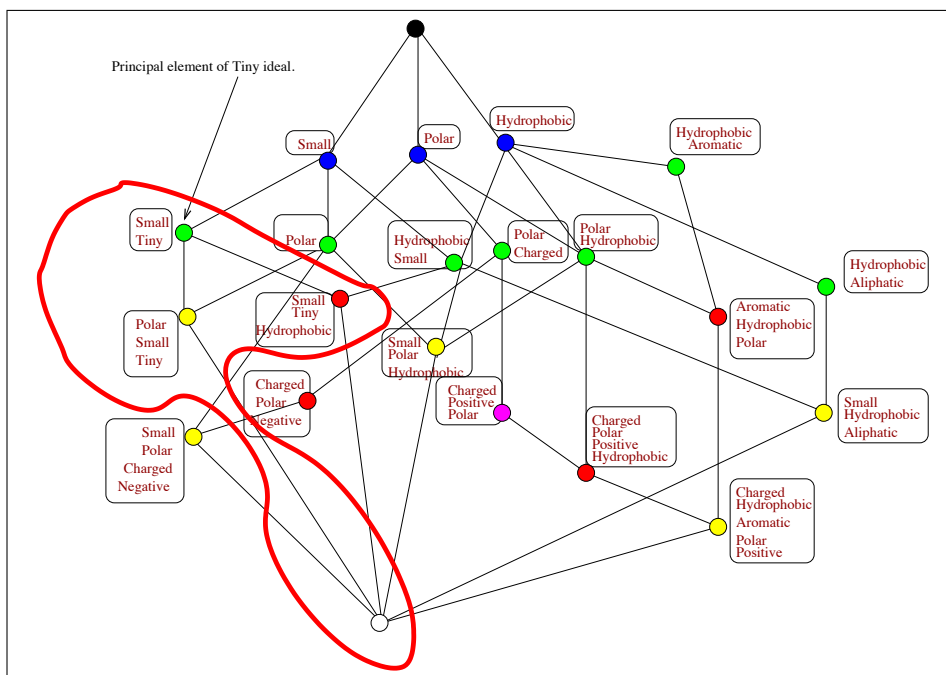 Principal element of Tiny ideal.
Small
Polar
Hydrophobic
Hydrophobic
Aromatic
Small
Tiny
Polar
Hydrophobic
Small
Polar
Charged
Polar
Hydrophobic
Hydrophobic
Aliphatic
Polar
Small
Tiny
Small
Tiny
Hydrophobic
Small
Polar
Hydrophobic
Aromatic
Hydrophobic
Polar
Charged
Polar
Negative
Charged
Positive
Polar
Small
Hydrophobic
Aliphatic
Small
Polar
Charged
Negative
Charged
Polar
Positive
Hydrophobic
Charged
Hydrophobic
Aromatic
Polar
Positive